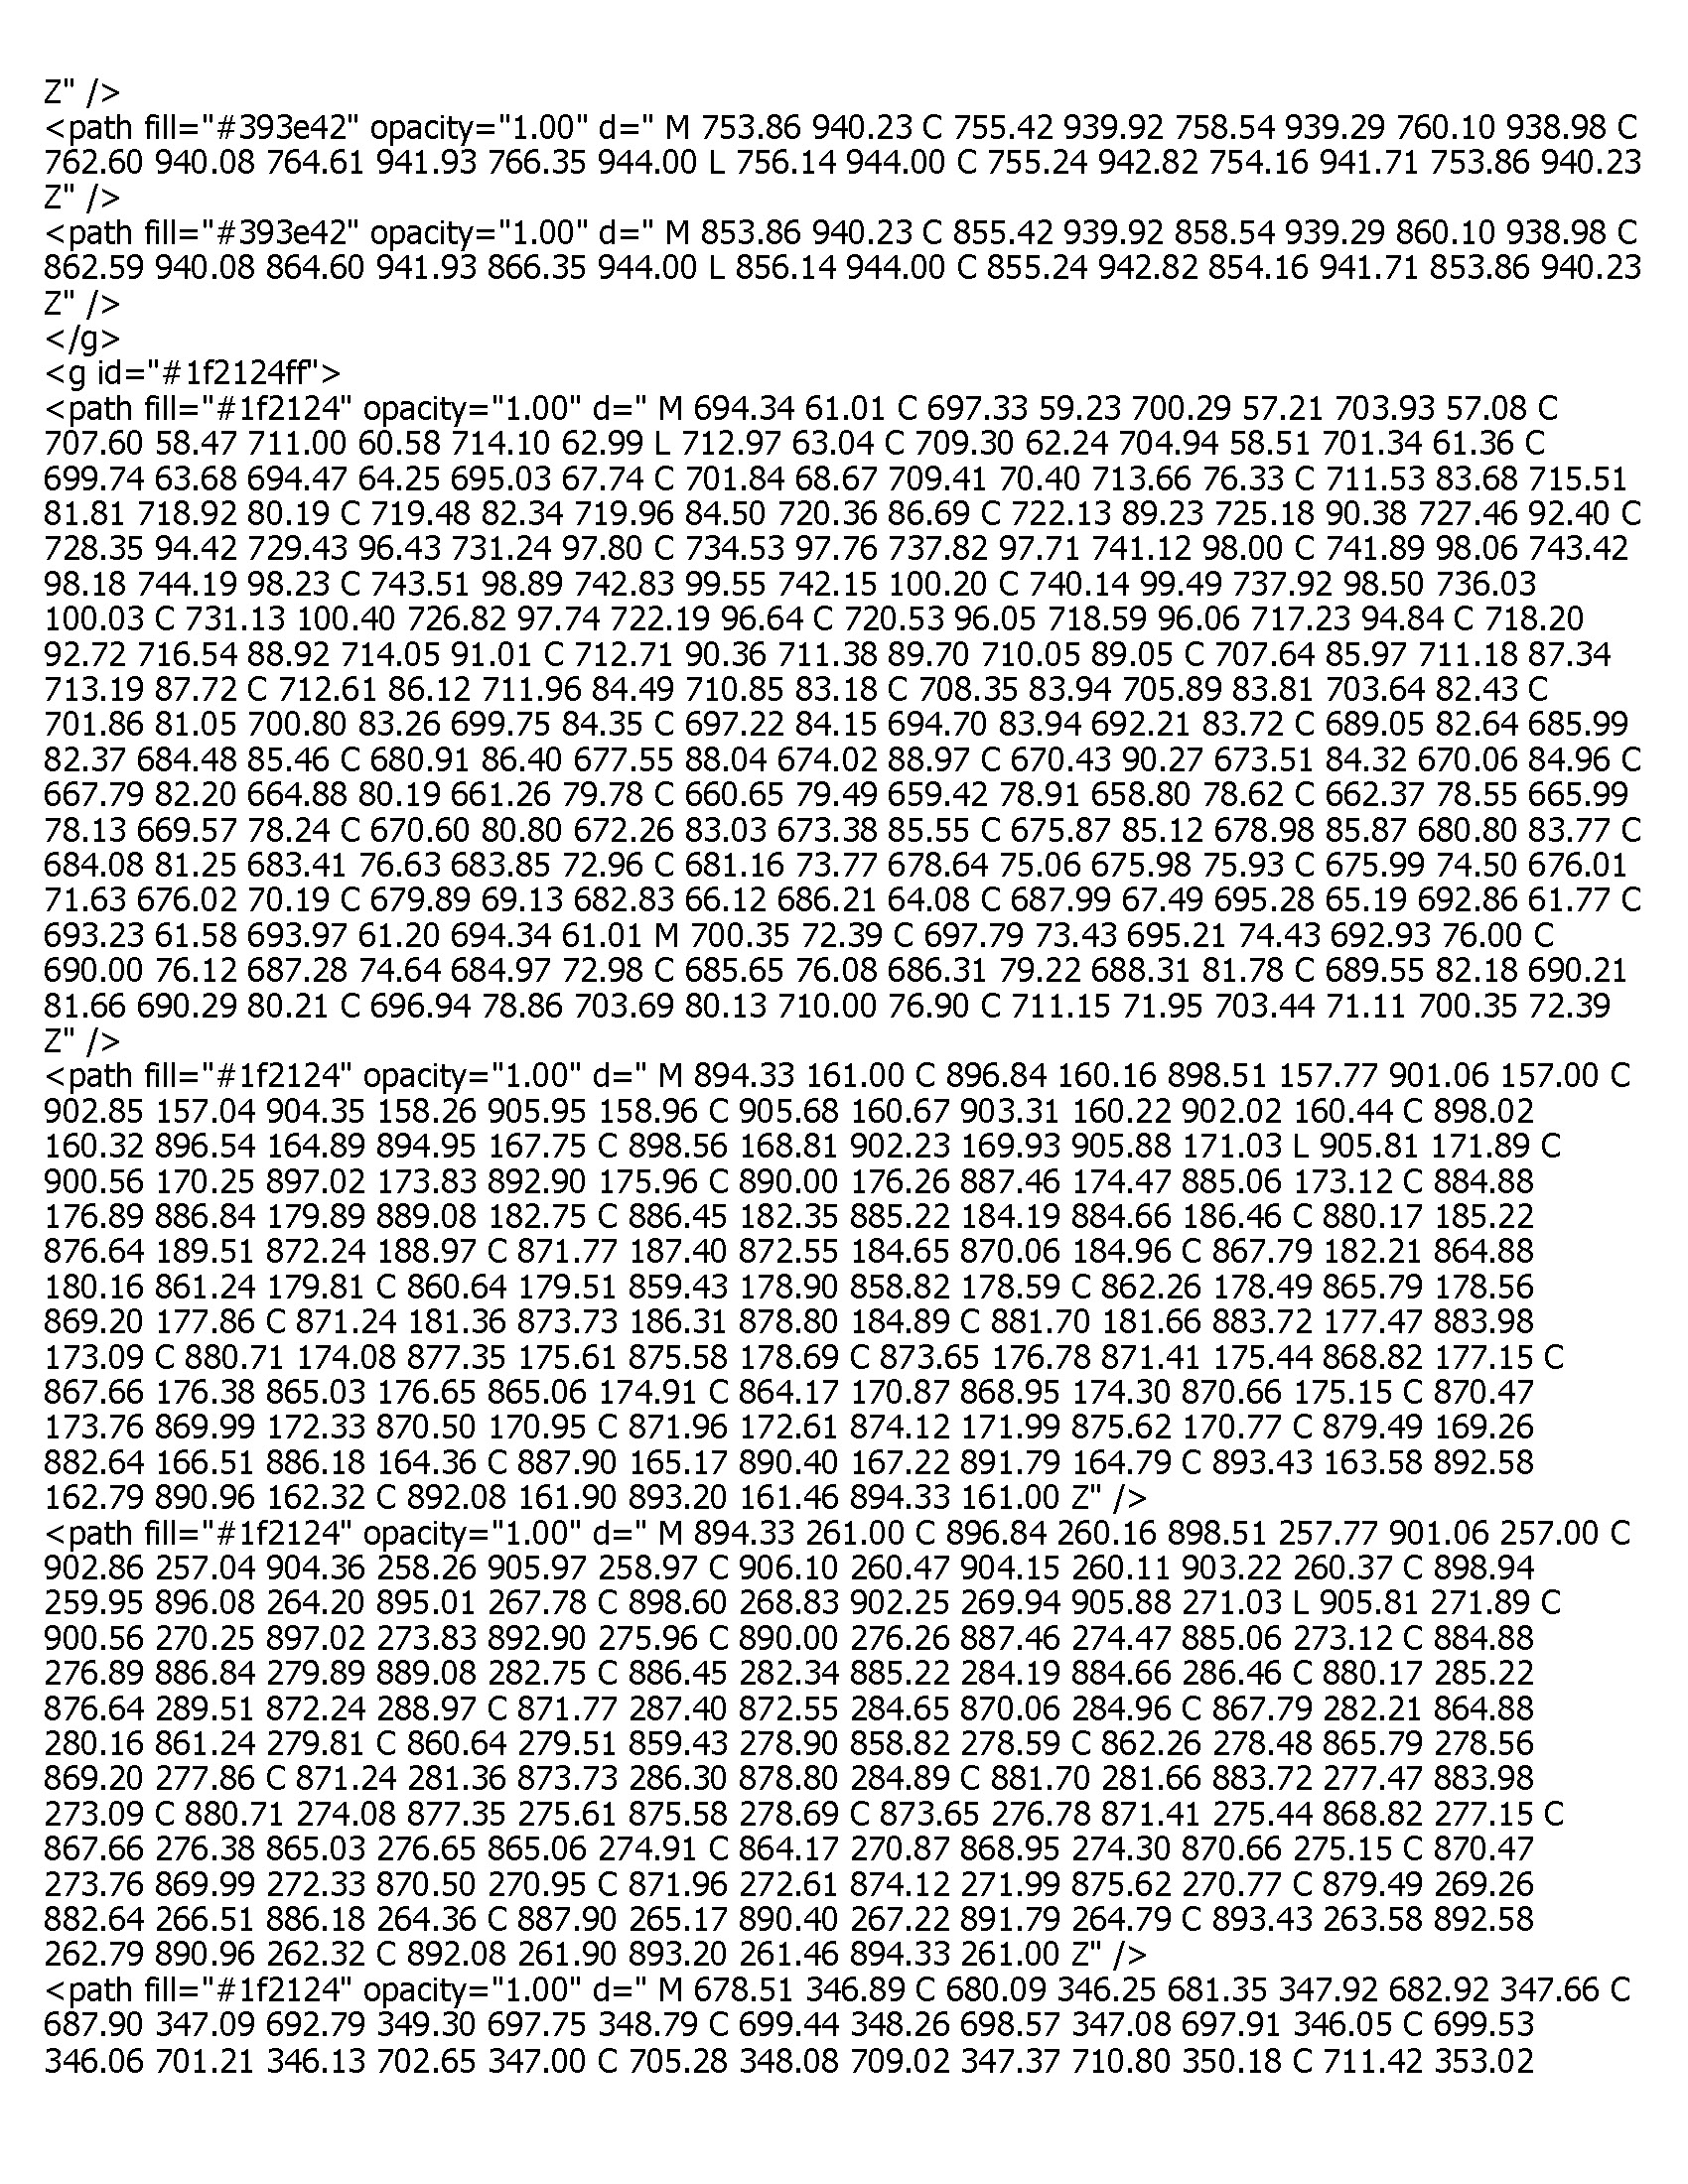 Z" />
<path fill="#393e42" opacity="1.00" d=" M 753.86 940.23 C 755.42 939.92 758.54 939.29 760.10 938.98 C
762.60 940.08 764.61 941.93 766.35 944.00 L 756.14 944.00 C 755.24 942.82 754.16 941.71 753.86 940.23
Z" />
<path fill="#393e42" opacity="1.00" d=" M 853.86 940.23 C 855.42 939.92 858.54 939.29 860.10 938.98 C
862.59 940.08 864.60 941.93 866.35 944.00 L 856.14 944.00 C 855.24 942.82 854.16 941.71 853.86 940.23
Z" />
</g>
<g id="#1f2124ff">
<path fill="#1f2124" opacity="1.00" d=" M 694.34 61.01 C 697.33 59.23 700.29 57.21 703.93 57.08 C
707.60 58.47 711.00 60.58 714.10 62.99 L 712.97 63.04 C 709.30 62.24 704.94 58.51 701.34 61.36 C
699.74 63.68 694.47 64.25 695.03 67.74 C 701.84 68.67 709.41 70.40 713.66 76.33 C 711.53 83.68 715.51
81.81 718.92 80.19 C 719.48 82.34 719.96 84.50 720.36 86.69 C 722.13 89.23 725.18 90.38 727.46 92.40 C
728.35 94.42 729.43 96.43 731.24 97.80 C 734.53 97.76 737.82 97.71 741.12 98.00 C 741.89 98.06 743.42
98.18 744.19 98.23 C 743.51 98.89 742.83 99.55 742.15 100.20 C 740.14 99.49 737.92 98.50 736.03
100.03 C 731.13 100.40 726.82 97.74 722.19 96.64 C 720.53 96.05 718.59 96.06 717.23 94.84 C 718.20
92.72 716.54 88.92 714.05 91.01 C 712.71 90.36 711.38 89.70 710.05 89.05 C 707.64 85.97 711.18 87.34
713.19 87.72 C 712.61 86.12 711.96 84.49 710.85 83.18 C 708.35 83.94 705.89 83.81 703.64 82.43 C
701.86 81.05 700.80 83.26 699.75 84.35 C 697.22 84.15 694.70 83.94 692.21 83.72 C 689.05 82.64 685.99
82.37 684.48 85.46 C 680.91 86.40 677.55 88.04 674.02 88.97 C 670.43 90.27 673.51 84.32 670.06 84.96 C
667.79 82.20 664.88 80.19 661.26 79.78 C 660.65 79.49 659.42 78.91 658.80 78.62 C 662.37 78.55 665.99
78.13 669.57 78.24 C 670.60 80.80 672.26 83.03 673.38 85.55 C 675.87 85.12 678.98 85.87 680.80 83.77 C
684.08 81.25 683.41 76.63 683.85 72.96 C 681.16 73.77 678.64 75.06 675.98 75.93 C 675.99 74.50 676.01
71.63 676.02 70.19 C 679.89 69.13 682.83 66.12 686.21 64.08 C 687.99 67.49 695.28 65.19 692.86 61.77 C
693.23 61.58 693.97 61.20 694.34 61.01 M 700.35 72.39 C 697.79 73.43 695.21 74.43 692.93 76.00 C
690.00 76.12 687.28 74.64 684.97 72.98 C 685.65 76.08 686.31 79.22 688.31 81.78 C 689.55 82.18 690.21
81.66 690.29 80.21 C 696.94 78.86 703.69 80.13 710.00 76.90 C 711.15 71.95 703.44 71.11 700.35 72.39
Z" />
<path fill="#1f2124" opacity="1.00" d=" M 894.33 161.00 C 896.84 160.16 898.51 157.77 901.06 157.00 C
902.85 157.04 904.35 158.26 905.95 158.96 C 905.68 160.67 903.31 160.22 902.02 160.44 C 898.02
160.32 896.54 164.89 894.95 167.75 C 898.56 168.81 902.23 169.93 905.88 171.03 L 905.81 171.89 C
900.56 170.25 897.02 173.83 892.90 175.96 C 890.00 176.26 887.46 174.47 885.06 173.12 C 884.88
176.89 886.84 179.89 889.08 182.75 C 886.45 182.35 885.22 184.19 884.66 186.46 C 880.17 185.22
876.64 189.51 872.24 188.97 C 871.77 187.40 872.55 184.65 870.06 184.96 C 867.79 182.21 864.88
180.16 861.24 179.81 C 860.64 179.51 859.43 178.90 858.82 178.59 C 862.26 178.49 865.79 178.56
869.20 177.86 C 871.24 181.36 873.73 186.31 878.80 184.89 C 881.70 181.66 883.72 177.47 883.98
173.09 C 880.71 174.08 877.35 175.61 875.58 178.69 C 873.65 176.78 871.41 175.44 868.82 177.15 C
867.66 176.38 865.03 176.65 865.06 174.91 C 864.17 170.87 868.95 174.30 870.66 175.15 C 870.47
173.76 869.99 172.33 870.50 170.95 C 871.96 172.61 874.12 171.99 875.62 170.77 C 879.49 169.26
882.64 166.51 886.18 164.36 C 887.90 165.17 890.40 167.22 891.79 164.79 C 893.43 163.58 892.58
162.79 890.96 162.32 C 892.08 161.90 893.20 161.46 894.33 161.00 Z" />
<path fill="#1f2124" opacity="1.00" d=" M 894.33 261.00 C 896.84 260.16 898.51 257.77 901.06 257.00 C
902.86 257.04 904.36 258.26 905.97 258.97 C 906.10 260.47 904.15 260.11 903.22 260.37 C 898.94
259.95 896.08 264.20 895.01 267.78 C 898.60 268.83 902.25 269.94 905.88 271.03 L 905.81 271.89 C
900.56 270.25 897.02 273.83 892.90 275.96 C 890.00 276.26 887.46 274.47 885.06 273.12 C 884.88
276.89 886.84 279.89 889.08 282.75 C 886.45 282.34 885.22 284.19 884.66 286.46 C 880.17 285.22
876.64 289.51 872.24 288.97 C 871.77 287.40 872.55 284.65 870.06 284.96 C 867.79 282.21 864.88
280.16 861.24 279.81 C 860.64 279.51 859.43 278.90 858.82 278.59 C 862.26 278.48 865.79 278.56
869.20 277.86 C 871.24 281.36 873.73 286.30 878.80 284.89 C 881.70 281.66 883.72 277.47 883.98
273.09 C 880.71 274.08 877.35 275.61 875.58 278.69 C 873.65 276.78 871.41 275.44 868.82 277.15 C
867.66 276.38 865.03 276.65 865.06 274.91 C 864.17 270.87 868.95 274.30 870.66 275.15 C 870.47
273.76 869.99 272.33 870.50 270.95 C 871.96 272.61 874.12 271.99 875.62 270.77 C 879.49 269.26
882.64 266.51 886.18 264.36 C 887.90 265.17 890.40 267.22 891.79 264.79 C 893.43 263.58 892.58
262.79 890.96 262.32 C 892.08 261.90 893.20 261.46 894.33 261.00 Z" />
<path fill="#1f2124" opacity="1.00" d=" M 678.51 346.89 C 680.09 346.25 681.35 347.92 682.92 347.66 C
687.90 347.09 692.79 349.30 697.75 348.79 C 699.44 348.26 698.57 347.08 697.91 346.05 C 699.53
346.06 701.21 346.13 702.65 347.00 C 705.28 348.08 709.02 347.37 710.80 350.18 C 711.42 353.02